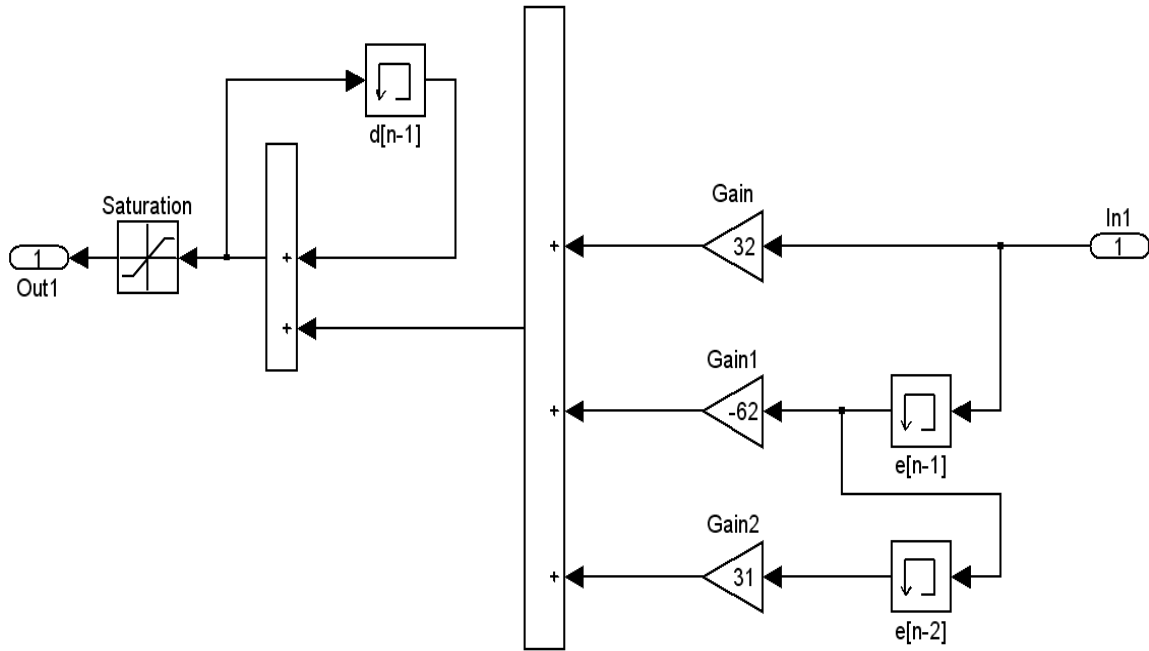 d[n-1]
Saturation
1
Out1
+
+
+
+
+
Gain
32
In1
1
Gain1
-62
e[n-1]
Gain2
31
e[n-2]